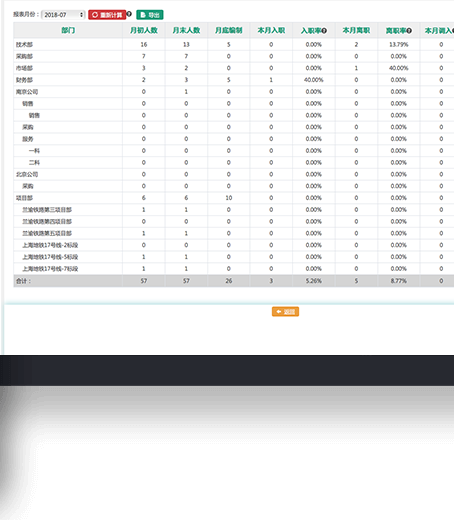 报表月份： 2018-07 重新计算 ? 导出
部门 月初人数 月末人数 月底编制 本月入职 入职率? 本月离职 离职率? 本月调入
技术部 16 13 5 0 0.00% 2 13.79% 0
采购部 7 7 0 0 0.00% 0 0.00% 0
市场部 3 2 0 0 0.00% 1 40.00% 0
财务部 2 3 5 1 40.00% 0 0.00% 0
南京公司 0 1 0 0 0.00% 0 0.00% 0
销售 0 0 0 0 0.00% 0 0.00% 0
销售 0 0 0 0 0.00% 0 0.00% 0
采购 0 0 0 0 0.00% 0 0.00% 0
服务 0 0 0 0 0.00% 0 0.00% 0
一科 0 0 0 0 0.00% 0 0.00% 0
二科 0 0 0 0 0.00% 0 0.00% 0
北京公司 0 0 0 0 0.00% 0 0.00% 0
采购 0 0 0 0 0.00% 0 0.00% 0
项目部 6 6 10 0 0.00% 0 0.00% 0
兰渝铁路第三项目部 1 1 0 0 0.00% 0 0.00% 0
兰渝铁路第四项目部 0 0 0 0 0.00% 0 0.00% 0
兰渝铁路第五项目部 1 1 0 0 0.00% 0 0.00% 0
上海地铁17号线-2标段 0 0 0 0 0.00% 0 0.00% 0
上海地铁17号线-5标段 1 1 0 0 0.00% 0 0.00% 0
上海地铁17号线-7标段 1 1 0 0 0.00% 0 0.00% 0
合计： 57 57 26 3 5.26% 5 8.77% 0
返回